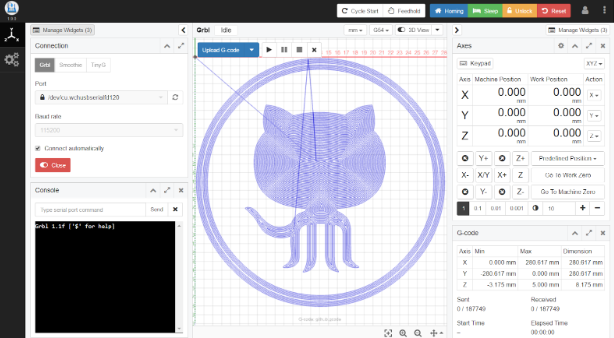 Cycle Start
Feedhold
Homing
Sleep
Unlock
Reset
Manage Widgets (3)
Grbl
Idle
mm
G54
3D View
Manage Widgets (3)
Connection
Grbl
Smoothie
TinyG
Port
/dev/cu.wchusbserialfd120
Baud rate
115200
Connect automatically
Close
Console
Type serial port command
Send
Grbl 1.1f ['$' for help]
Upload G-code
Axes
Keypad
XYZ
Axis
Machine Position
Work Position
Action
X
0.000
mm
0.000
mm
X
Y
0.000
mm
0.000
mm
Y
Z
0.000
mm
0.000
mm
Z
Y+
Z+
Predefined Position
X-
X/Y
X+
Z
Go To Work Zero
Y-
Z-
Go To Machine Zero
1
0.1
0.01
0.001
10
G-code
Axis
Min
Max
Dimension
X
0.000 mm
280.617 mm
280.617 mm
Y
-280.617 mm
0.000 mm
280.617 mm
Z
-3.175 mm
5.000 mm
8.175 mm
Sent
Received
0 / 187749
0 / 187749
Start Time
Elapsed Time
–
00:00:00